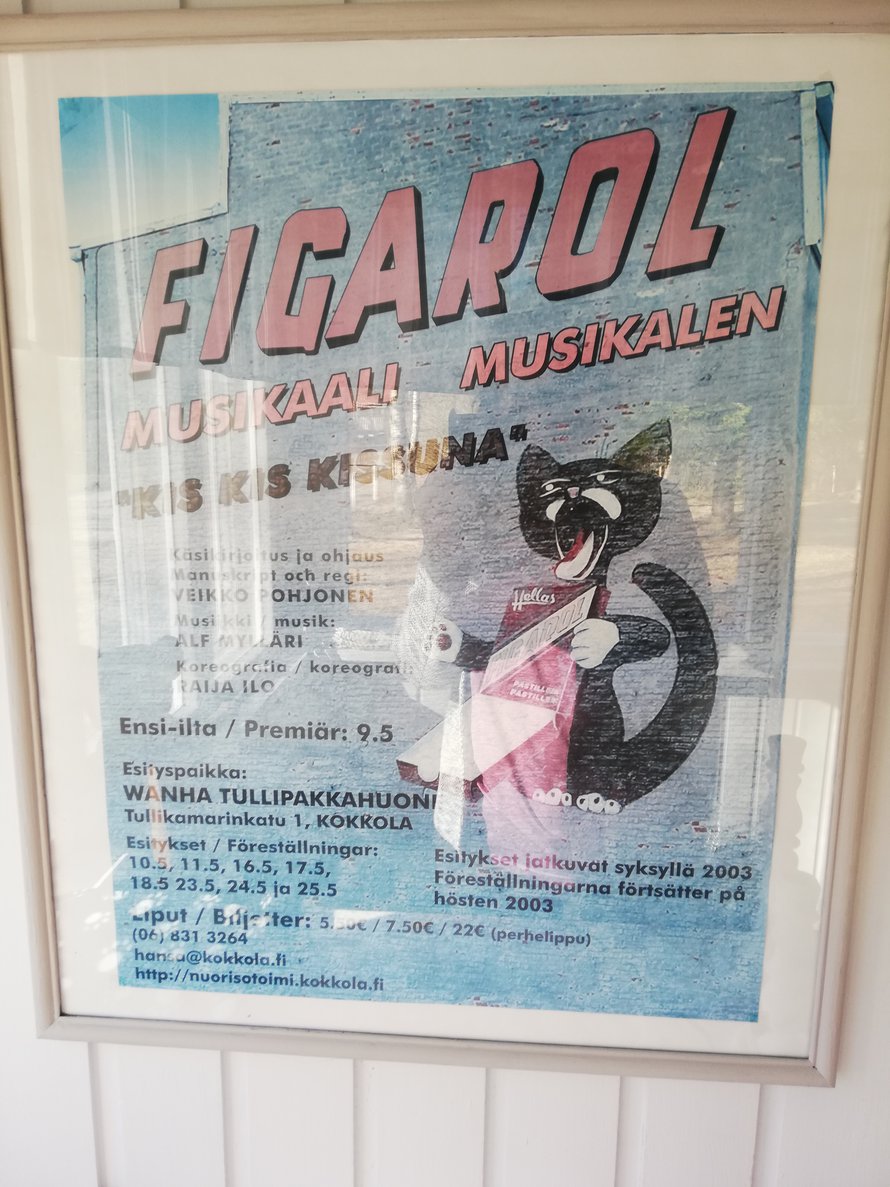 FIGAROL
MUSIKAALI MUSIKALEN
"KIS KIS KISSUNA"
Käsikirjoitus ja ohjaus
Manuskript och regi:
VEIKKO POHJONEN
Musiikki / musik:
ALF MYLLÄRI
Koreografia / koreografi:
RAIJA ILO
Hellas
PASTILLEJA
PASTILLER
Ensi-ilta / Premiär: 9.5
Esityspaikka:
WANHA TULLIPAKKAHUONE
Tullikamarinkatu 1, KOKKOLA
Esitykset / Föreställningar:
10.5, 11.5, 16.5, 17.5,
18.5 23.5, 24.5 ja 25.5
Esitykset jatkuvat syksyllä 2003
Föreställningarna förtsätter på
hösten 2003
Liput / Biljetter: 5.50€ / 7.50€ / 22€ (perhelippu)
(06) 831 3264
hansa@kokkola.fi
http://nuorisotoimi.kokkola.fi